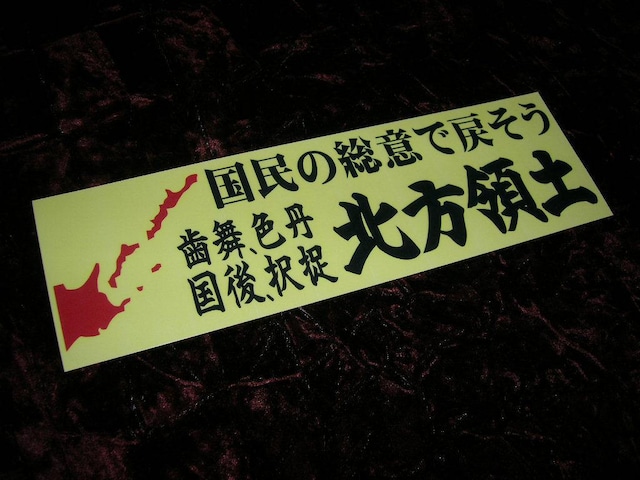 国民の総意で戻そう
歯舞、色丹
国後、択捉
北方領土